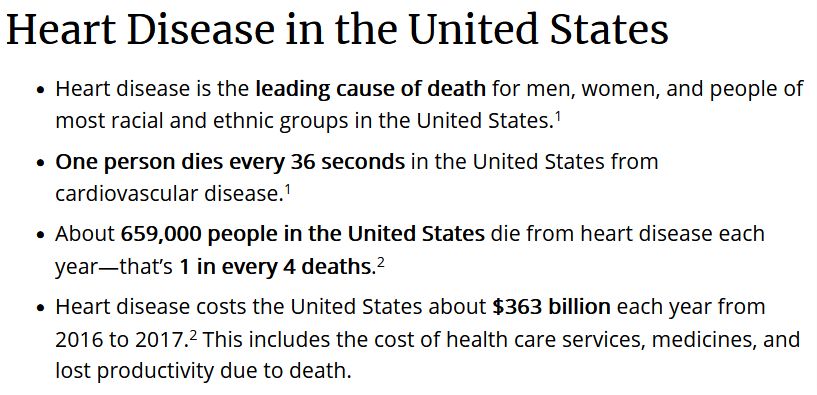 Heart Disease in the United States
• Heart disease is the leading cause of death for men, women, and people of
most racial and ethnic groups in the United States.¹
• One person dies every 36 seconds in the United States from
cardiovascular disease.¹
• About 659,000 people in the United States die from heart disease each
year—that’s 1 in every 4 deaths.²
• Heart disease costs the United States about $363 billion each year from
2016 to 2017.² This includes the cost of health care services, medicines, and
lost productivity due to death.